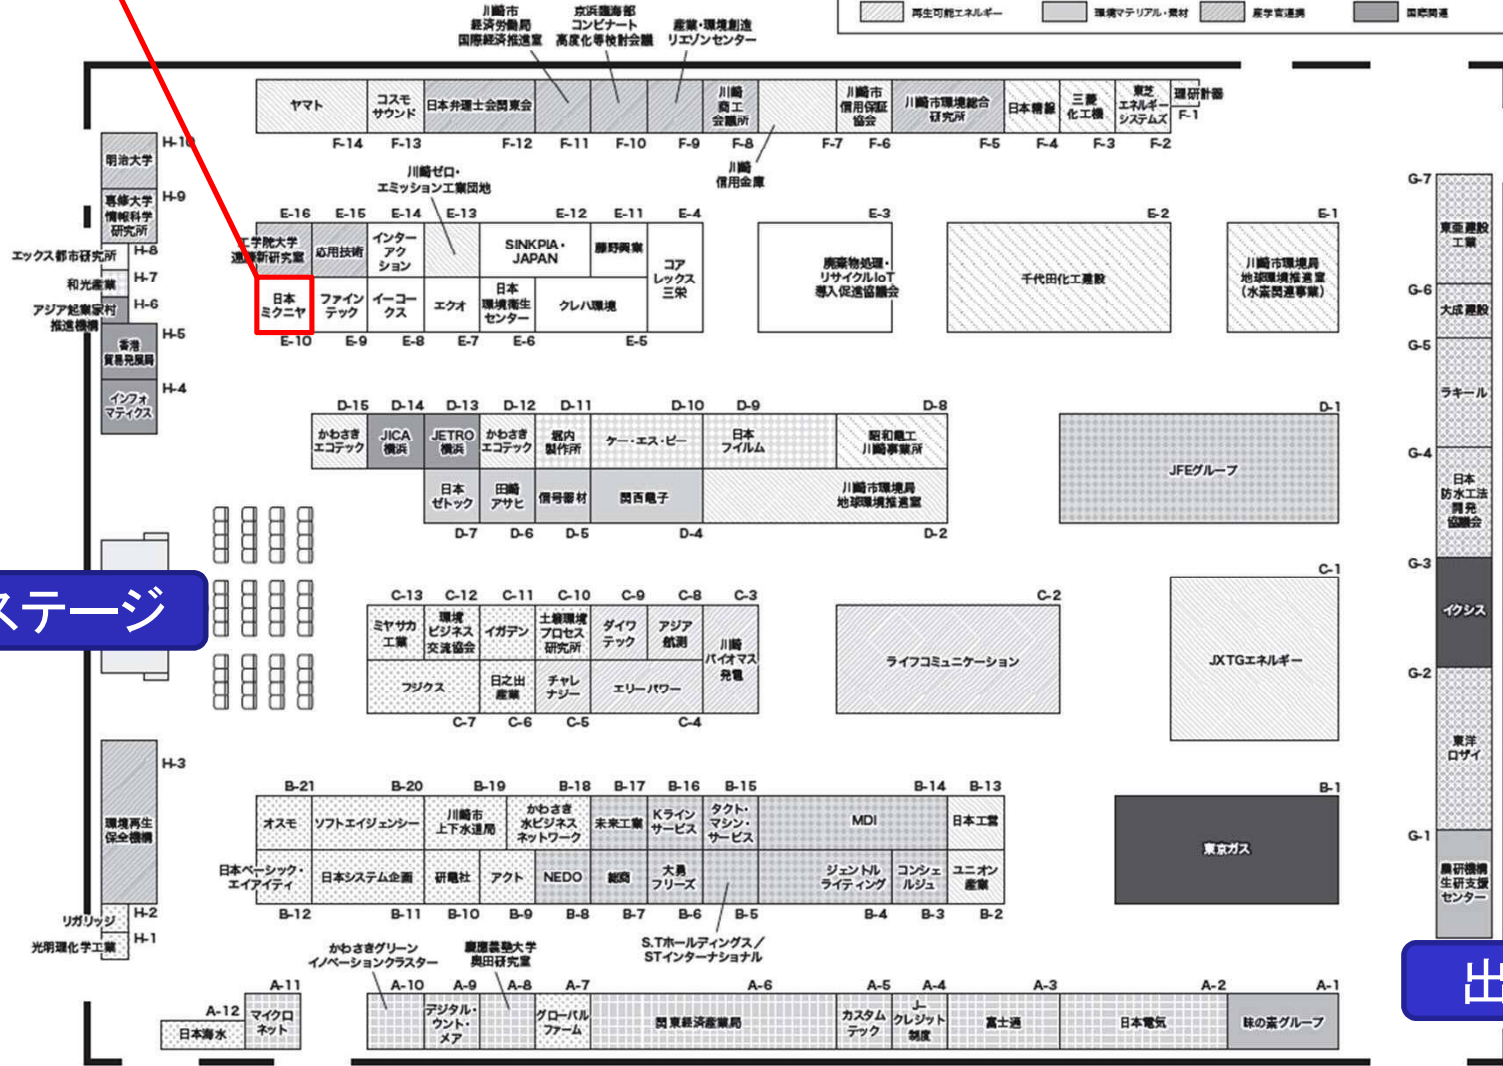 再生可能エネルギー
環境マテリアル・素材
産学官連携
国際関連
川崎市
経済労働局
国際経済推進室
京浜臨海部
コンビナート
高度化等検討会議
産業・環境創造
リエゾンセンター
ヤマト
コスモ
サウンド
日本弁理士会関東会
川崎
商工
会議所
川崎市
信用保証
協会
川崎市環境総合
研究所
日本精線
三菱
化工機
東芝
エネルギー
システムズ
理研計器
F-14
F-13
F-12
F-11
F-10
F-9
F-8
F-7
F-6
F-5
F-4
F-3
F-2
F-1
川崎
信用金庫
川崎ゼロ・
エミッション工業団地
H-10
明治大学
H-9
専修大学
情報科学
研究所
H-8
エックス都市研究所
H-7
和光産業
H-6
アジア起業家村
推進機構
H-5
香港
貿易発展局
H-4
インフォ
マティクス
E-16
E-15
E-14
E-13
E-12
E-11
E-4
E-3
E-2
E-1
工学院大学
応用技術
インター
アク
ション
SINKPIA・
JAPAN
藤野興業
コア
レックス
三栄
廃棄物処理・
リサイクルIoT
導入促進協議会
千代田化工建設
川崎市環境局
地球環境推進室
(水素関連事業)
日本
ミクニヤ
ファイン
テック
イーコー
クス
エクオ
日本
環境衛生
センター
クレハ環境
E-10
E-9
E-8
E-7
E-6
E-5
G-7
東亜建設
工業
G-6
大成建設
G-5
ラキール
G-4
日本
防水工法
開発
協議会
G-3
イクシス
G-2
東洋
ロザイ
G-1
農研機構
生研支援
センター
D-15
D-14
D-13
D-12
D-11
D-10
D-9
D-8
D-1
かわさき
エコテック
JICA
横浜
JETRO
横浜
かわさき
エコテック
堀内
製作所
ケー・エス・ピー
日本
フイルム
昭和電工
川崎事業所
JFEグループ
日本
ゼトック
田崎
アサヒ
信号器材
関西電子
川崎市環境局
地球環境推進室
D-7
D-6
D-5
D-4
D-2
ステージ
C-13
C-12
C-11
C-10
C-9
C-8
C-3
C-2
C-1
ミヤサカ
工業
環境
ビジネス
交流協会
イガデン
土壌環境
プロセス
研究所
ダイワ
テック
アジア
航測
川崎
バイオマス
発電
ライフコミュニケーション
JXTGエネルギー
フジクス
日之出
産業
チャレ
ナジー
エリーパワー
C-7
C-6
C-5
C-4
H-3
環境再生
保全機構
H-2
リガリッジ
H-1
光明理化学工業
B-21
B-20
B-19
B-18
B-17
B-16
B-15
B-14
B-13
B-1
オスモ
ソフトエイジェンシー
川崎市
上下水道局
かわさき
水ビジネス
ネットワーク
未来工業
Kライン
サービス
タクト・
マシン・
サービス
MDI
日本工営
東京ガス
日本ベーシック・
エイアイティ
日本システム企画
研電社
アクト
NEDO
総商
大勇
フリーズ
ジェントル
ライティング
コンシェ
ルジュ
ユニオン
産業
B-12
B-11
B-10
B-9
B-8
B-7
B-6
B-5
B-4
B-3
B-2
かわさきグリーン
イノベーションクラスター
慶應義塾大学
奥田研究室
S.Tホールディングス/
STインターナショナル
A-12
A-11
A-10
A-9
A-8
A-7
A-6
A-5
A-4
A-3
A-2
A-1
日本海水
マイクロ
ネット
デジタル・
ウント・
メア
グローバル
ファーム
関東経済産業局
カスタム
テック
J-
クレジット
制度
富士通
日本電気
味の素グループ
出